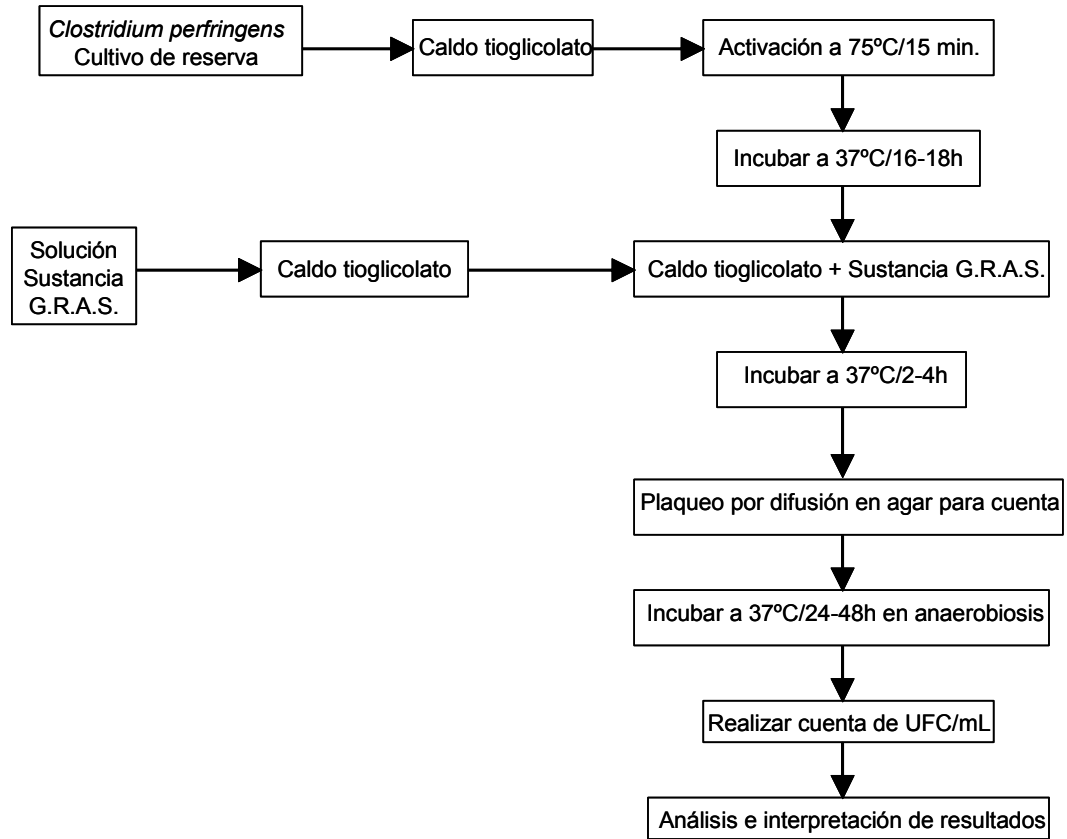 Clostridium perfringens
Cultivo de reserva
Caldo tioglicolato
Activación a 75ºC/15 min.
Incubar a 37ºC/16-18h
Solución
Sustancia
G.R.A.S.
Caldo tioglicolato
Caldo tioglicolato + Sustancia G.R.A.S.
Incubar a 37ºC/2-4h
Plaqueo por difusión en agar para cuenta
Incubar a 37ºC/24-48h en anaerobiosis
Realizar cuenta de UFC/mL
Análisis e interpretación de resultados